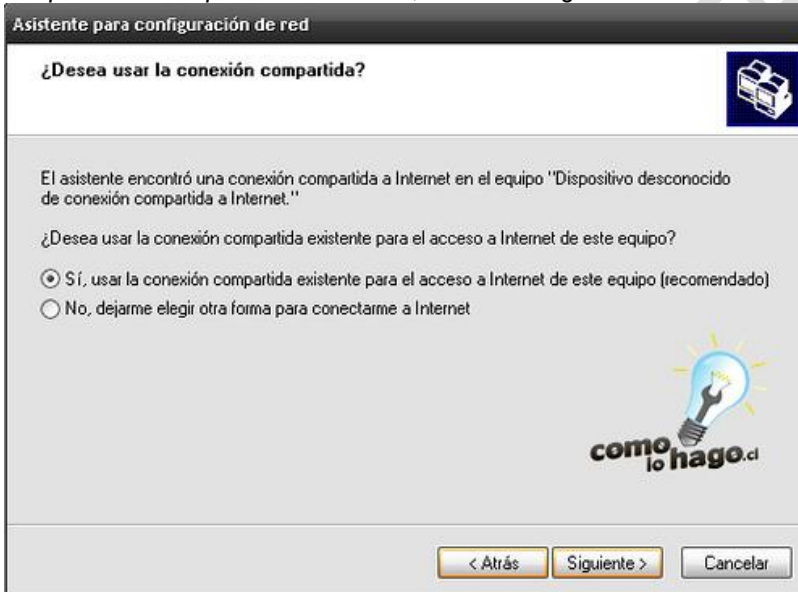 Asistente para configuración de red
¿Desea usar la conexión compartida?
El asistente encontró una conexión compartida a Internet en el equipo "Dispositivo desconocido
de conexión compartida a Internet."
¿Desea usar la conexión compartida existente para el acceso a Internet de este equipo?
Sí, usar la conexión compartida existente para el acceso a Internet de este equipo (recomendado)
No, dejarme elegir otra forma para conectarme a Internet
como
lo hago.cl
< Atrás
Siguiente >
Cancelar